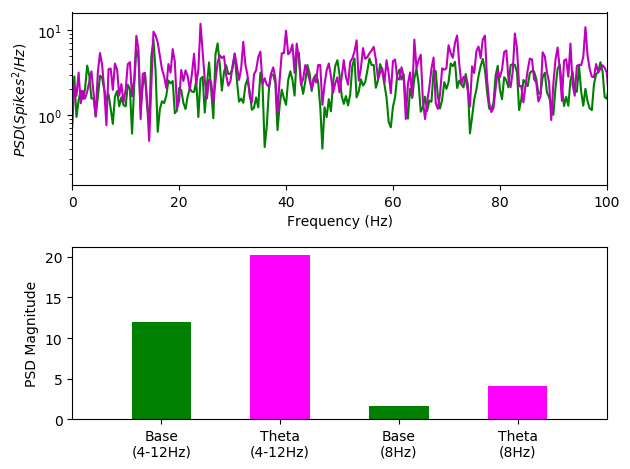 PSD(Spikes²/Hz)
10¹
10⁰
0 20 40 60 80 100
Frequency (Hz)
PSD Magnitude
20
15
10
5
0
Base Theta Base Theta
(4-12Hz) (4-12Hz) (8Hz) (8Hz)